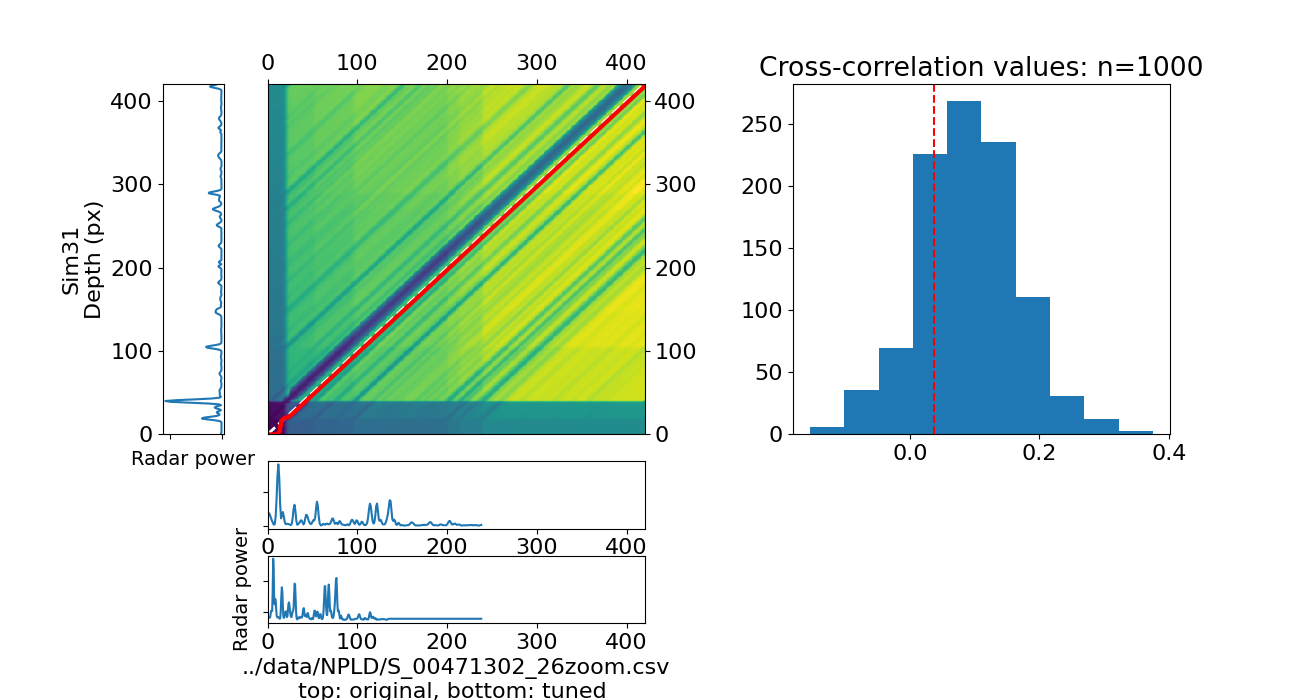 0 100 200 300 400
Cross-correlation values: n=1000
400
300
200
100
0
Sim31
Depth (px)
Radar power
400
300
200
100
0
250
200
150
100
50
0
0.0 0.2 0.4
0 100 200 300 400
Radar power
0 100 200 300 400
../data/NPLD/S_00471302_26zoom.csv
top: original, bottom: tuned